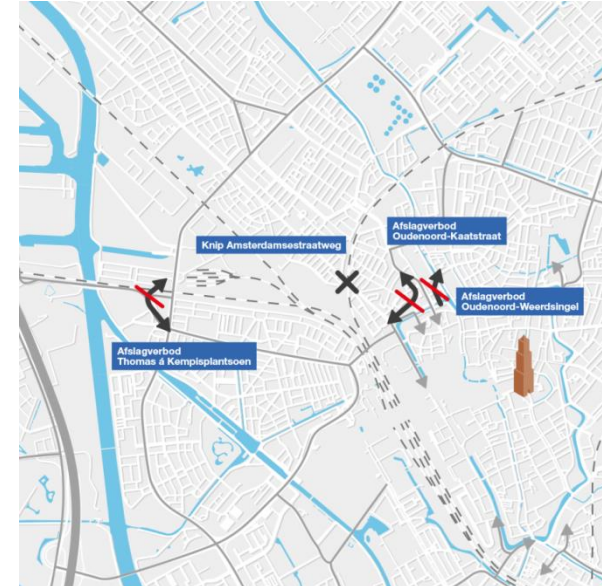 Afslagverbod
Oudenoord-Kaatstraat
Knip Amsterdamsestraatweg
Afslagverbod
Oudenoord-Weerdsingel
Afslagverbod
Thomas á Kempisplantsoen